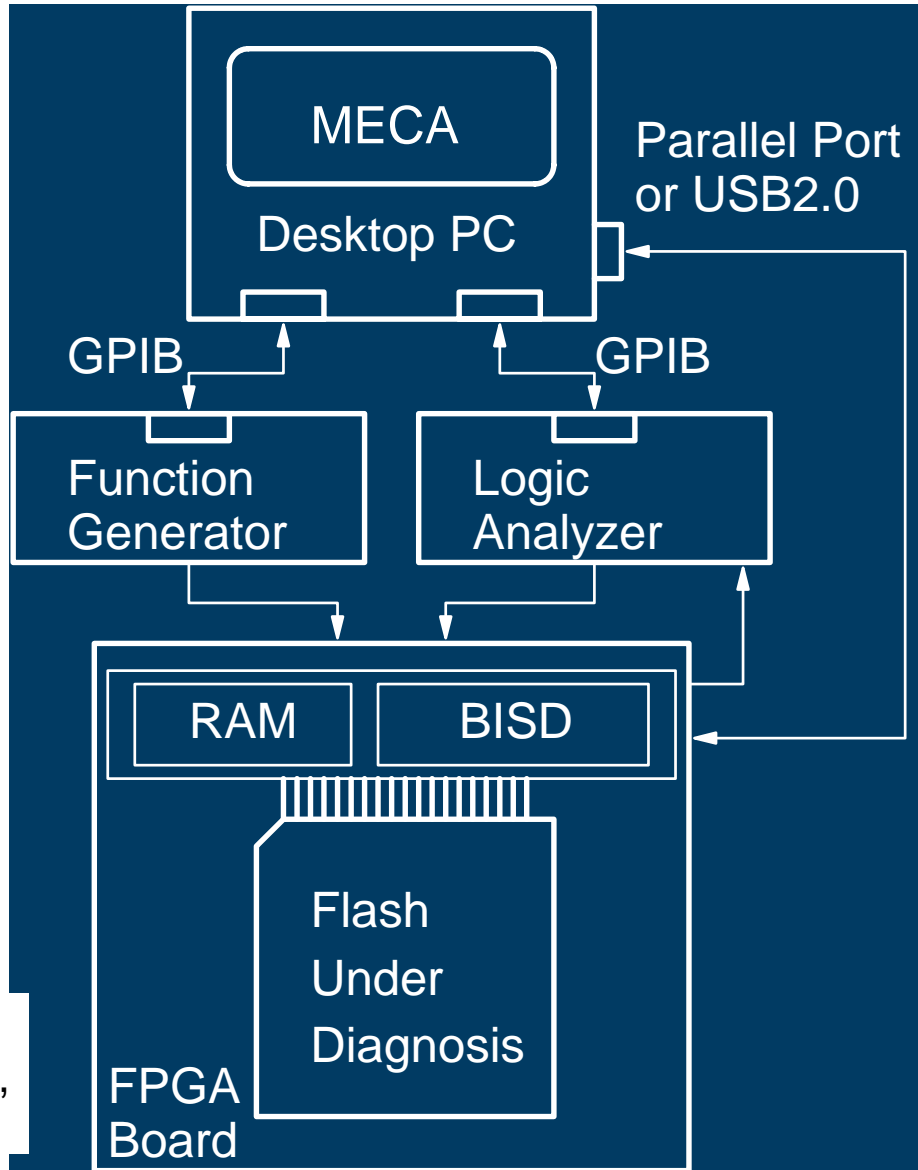 MECA
Desktop PC
Parallel Port
or USB2.0
GPIB
GPIB
Function
Generator
Logic
Analyzer
RAM
BISD
Flash
Under
Diagnosis
,
FPGA
Board